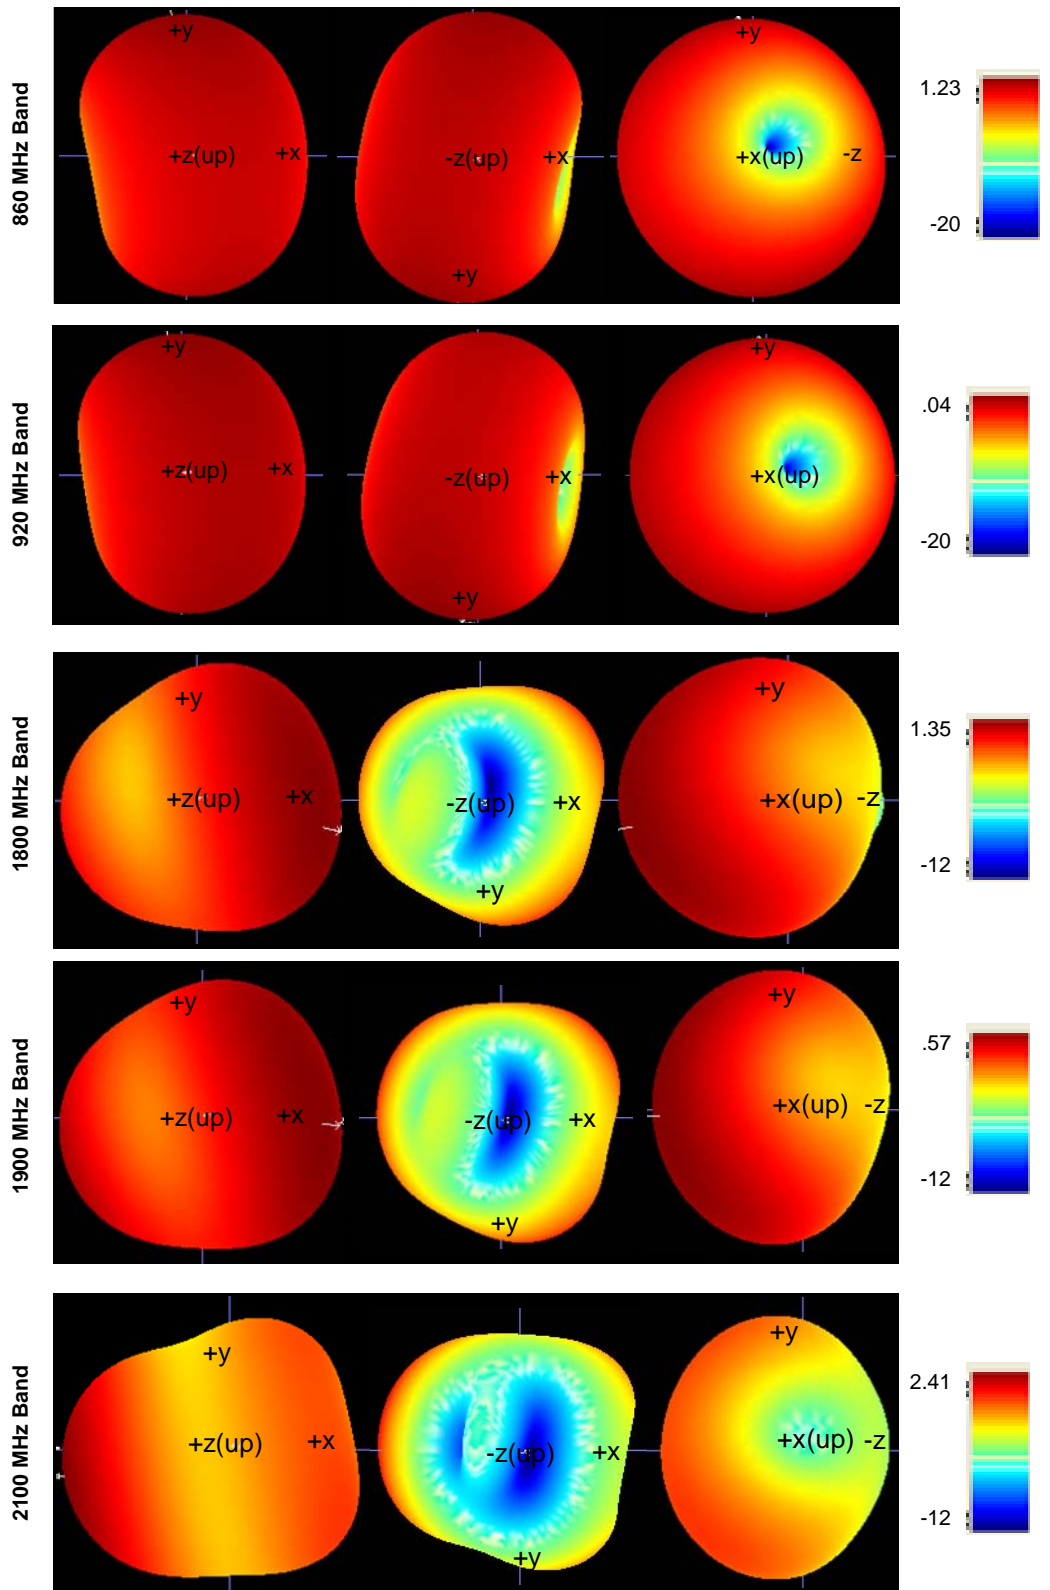 860 MHz Band
+y
+z(up)
+x
-z(up)
+x
+y
+y
+x(up)
-z
1.23
-20
920 MHz Band
+y
+z(up)
+x
-z(up)
+x
+y
+y
+x(up)
.04
-20
1800 MHz Band
+y
+z(up)
+x
-z(up)
+x
+y
+y
+x(up)
-z
1.35
-12
1900 MHz Band
+y
+z(up)
+x
-z(up)
+x
+y
+y
+x(up)
-z
.57
-12
2100 MHz Band
+y
+z(up)
+x
-z(up)
+x
+y
+y
+x(up)
-z
2.41
-12